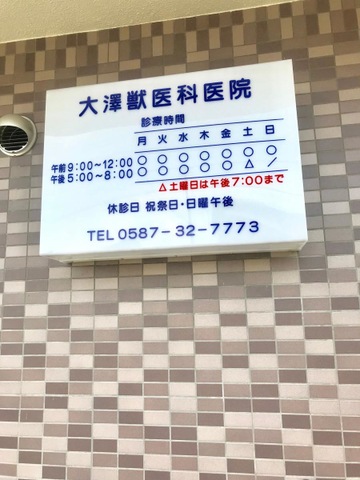 大澤獣医科医院
診療時間
月 火 水 木 金 土 日
午前9:00～12:00 ○ ○ ○ ○ ○ ○ ○
午後5:00～8:00 ○ ○ ○ ○ ○ △ ／
△土曜日は午後7:00まで
休診日 祝祭日・日曜午後
TEL 0587-32-7773